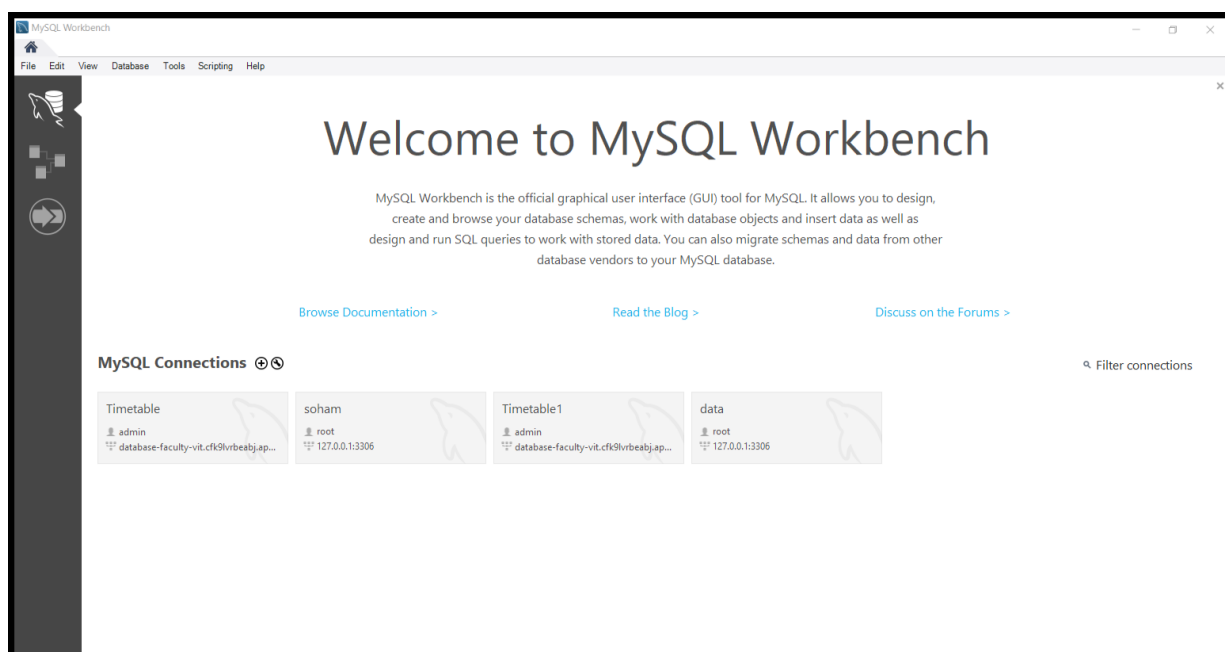 MySQL Workbench
File Edit View Database Tools Scripting Help
Welcome to MySQL Workbench
MySQL Workbench is the official graphical user interface (GUI) tool for MySQL. It allows you to design,
create and browse your database schemas, work with database objects and insert data as well as
design and run SQL queries to work with stored data. You can also migrate schemas and data from other
database vendors to your MySQL database.
Browse Documentation > Read the Blog > Discuss on the Forums >
MySQL Connections Filter connections
Timetable soham Timetable1 data
admin root admin root
database-faculty-vit.cfk9lvrbeabj.ap... 127.0.0.1:3306 database-faculty-vit.cfk9lvrbeabj.ap... 127.0.0.1:3306